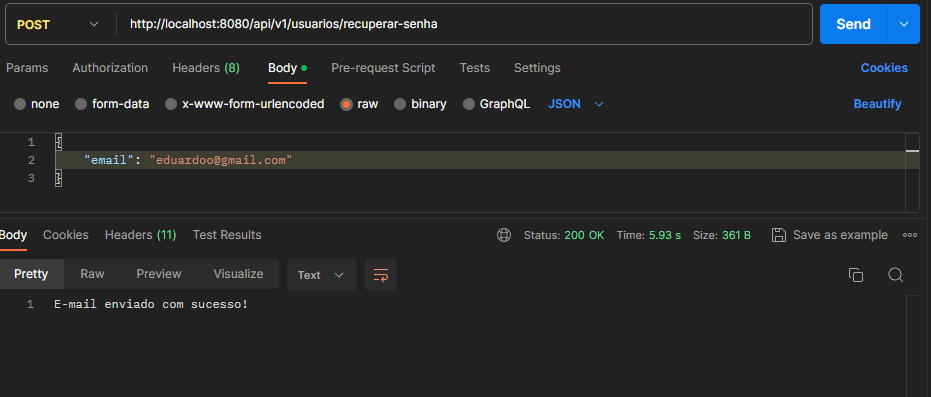 POST http://localhost:8080/api/v1/usuarios/recuperar-senha Send
Params Authorization Headers (8) Body Pre-request Script Tests Settings Cookies
none form-data x-www-form-urlencoded raw binary GraphQL JSON Beautify
1 {
2 "email": "eduardoo@gmail.com"
3 }
Body Cookies Headers (11) Test Results Status: 200 OK Time: 5.93 s Size: 361 B Save as example
Pretty Raw Preview Visualize Text
1 E-mail enviado com sucesso!